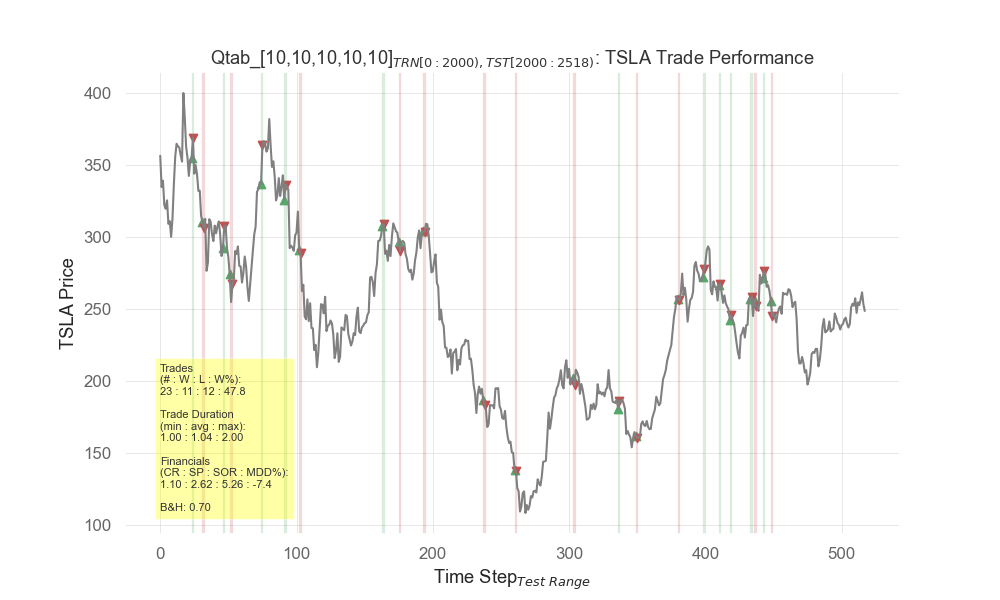 Qtab_[10,10,10,10,10]TRN[0 : 2000), TST[2000 : 2518): TSLA Trade Performance
TSLA Price
400
350
300
250
200
150
100
Trades
(# : W : L : W%):
23 : 11 : 12 : 47.8
Trade Duration
(min : avg : max):
1.00 : 1.04 : 2.00
Financials
(CR : SP : SOR : MDD%):
1.10 : 2.62 : 5.26 : -7.4
B&H: 0.70
0 100 200 300 400 500
Time StepTest Range